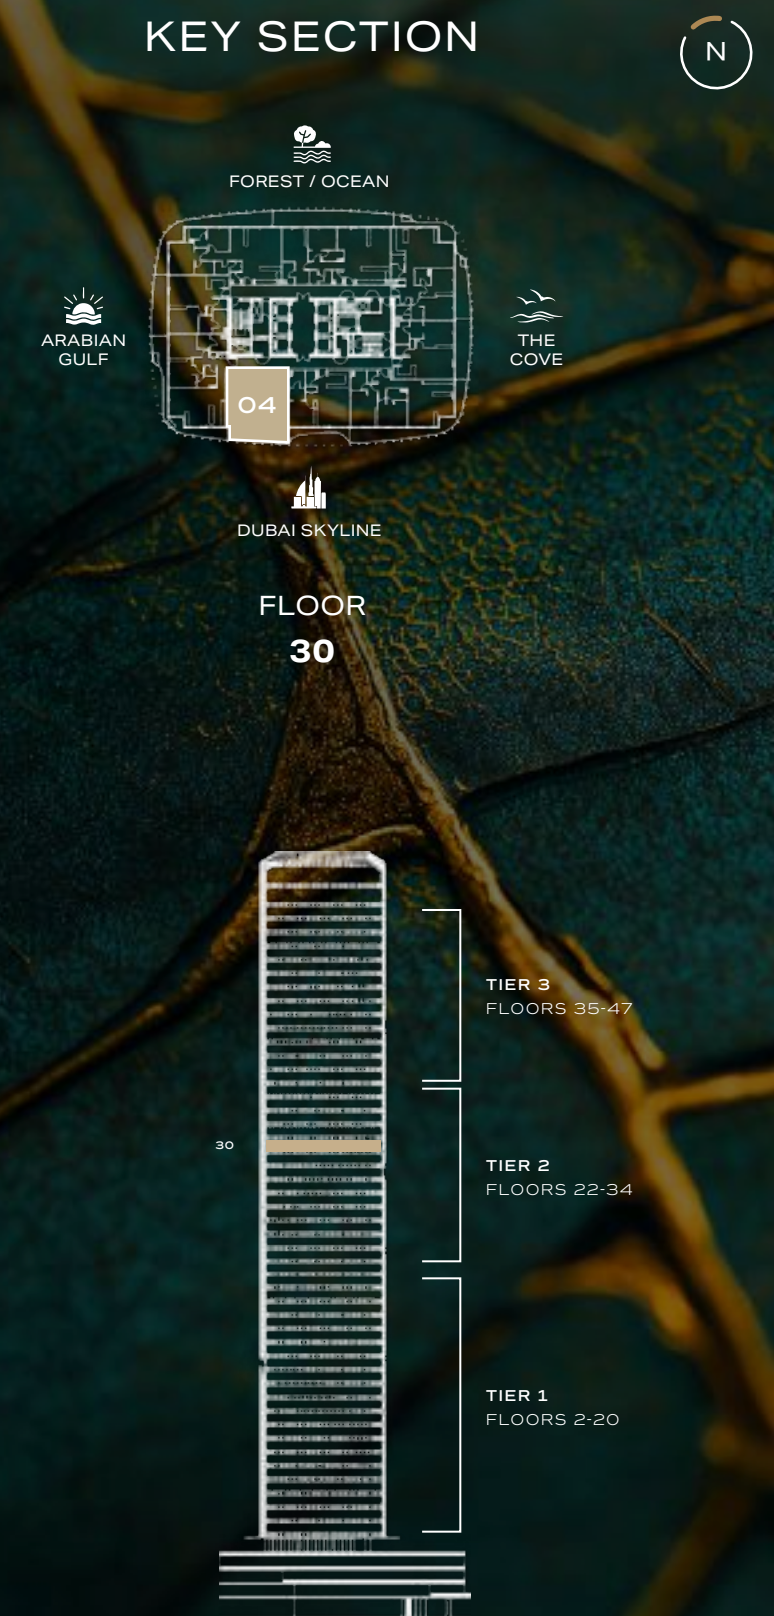 KEY SECTION
N
FOREST / OCEAN
ARABIAN
GULF
THE
COVE
04
DUBAI SKYLINE
FLOOR
30
TIER 3
FLOORS 35-47
30
TIER 2
FLOORS 22-34
TIER 1
FLOORS 2-20